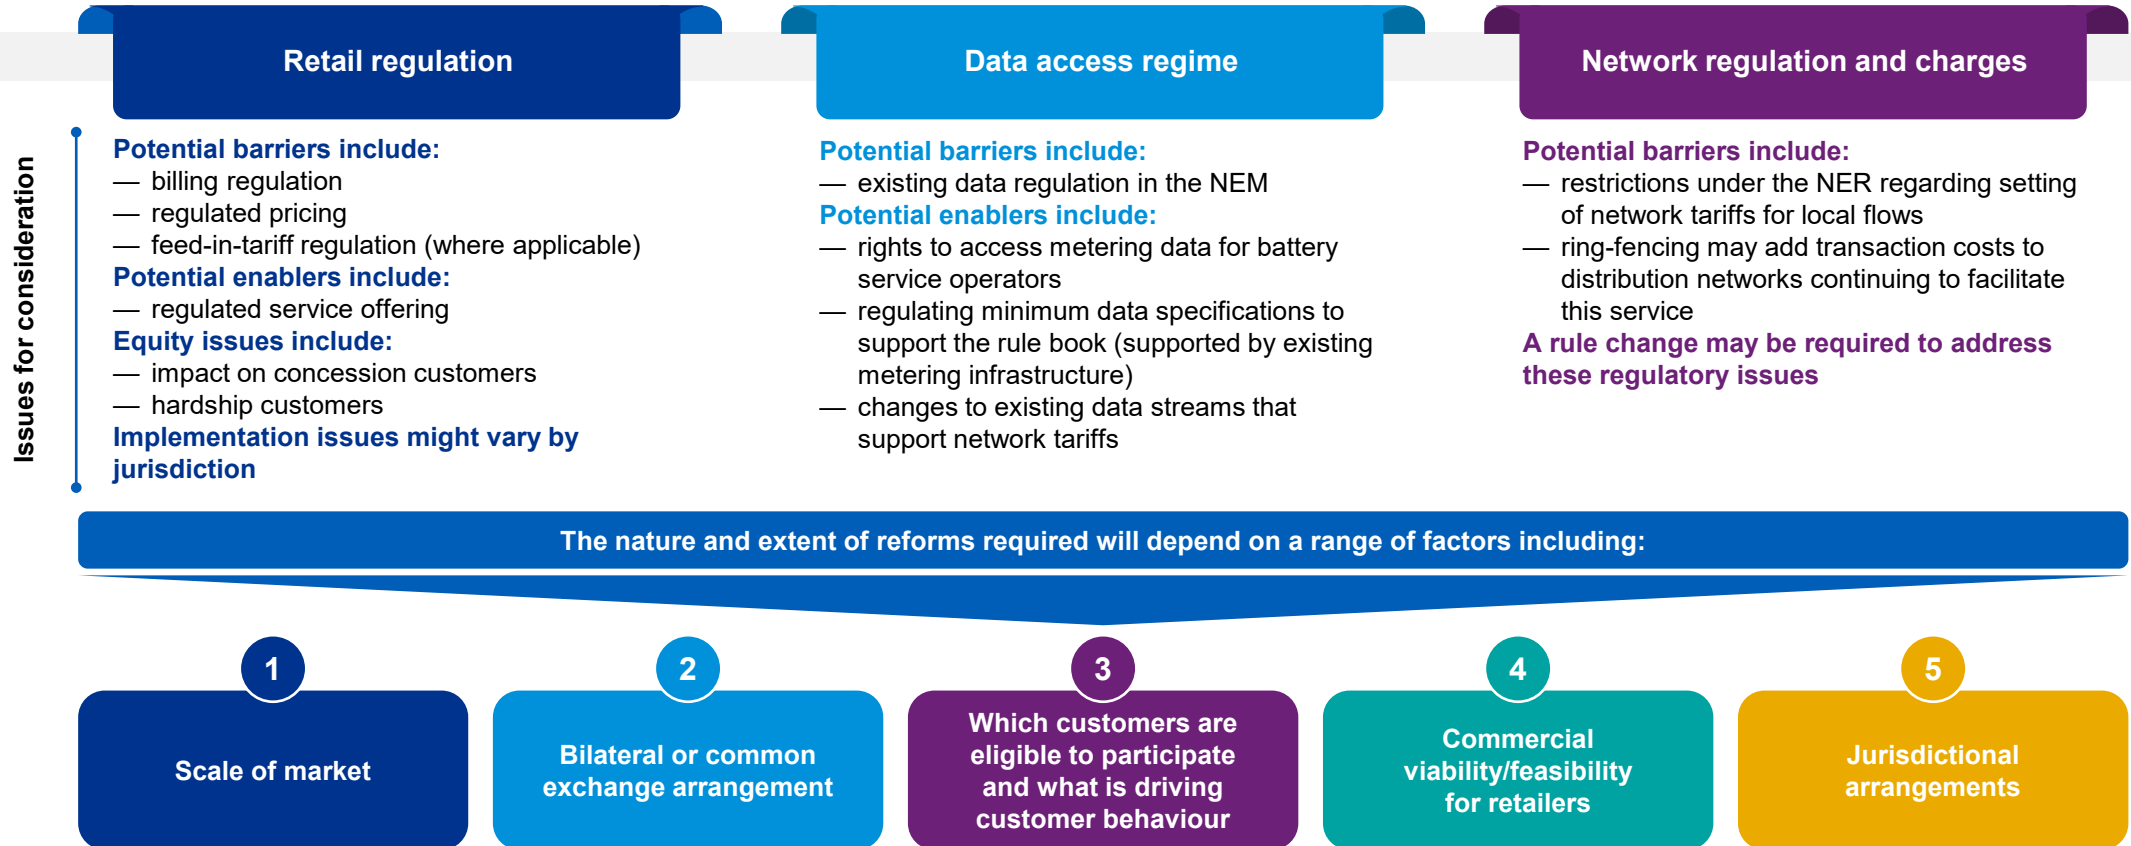 Retail regulation
Data access regime
Network regulation and charges
Issues for consideration
Potential barriers include:
— billing regulation
— regulated pricing
— feed-in-tariff regulation (where applicable)
Potential enablers include:
— regulated service offering
Equity issues include:
— impact on concession customers
— hardship customers
Implementation issues might vary by
jurisdiction
Potential barriers include:
— existing data regulation in the NEM
Potential enablers include:
— rights to access metering data for battery
service operators
— regulating minimum data specifications to
support the rule book (supported by existing
metering infrastructure)
— changes to existing data streams that
support network tariffs
Potential barriers include:
— restrictions under the NER regarding setting
of network tariffs for local flows
— ring-fencing may add transaction costs to
distribution networks continuing to facilitate
this service
A rule change may be required to address
these regulatory issues
The nature and extent of reforms required will depend on a range of factors including:
1
Scale of market
2
Bilateral or common
exchange arrangement
3
Which customers are
eligible to participate
and what is driving
customer behaviour
4
Commercial
viability/feasibility
for retailers
5
Jurisdictional
arrangements